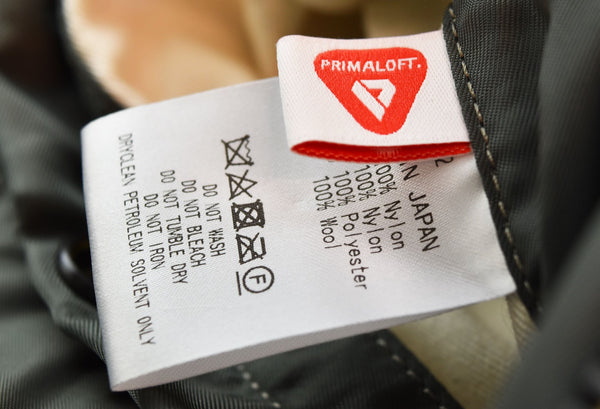 PRIMALOFT.
2
N JAPAN
100% Nylon
100% Nylon
100% Polyester
100% Wool
F
DO NOT WASH
DO NOT BLEACH
DO NOT TUMBLE DRY
DO NOT IRON
DRYCLEAN PETROLEUM SOLVENT ONLY